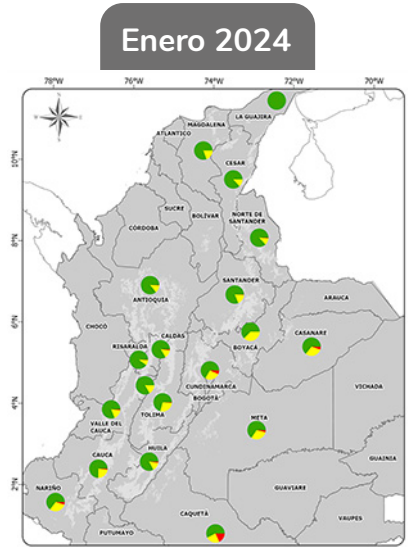 Enero 2024
78°W
76°W
74°W
72°W
70°W
N
LA GUAJIRA
MAGDALENA
ATLANTICO
10°N
CESAR
SUCRE
BOLÍVAR
NORTE DE
SANTANDER
CÓRDOBA
8°N
SANTANDER
ANTIOQUIA
ARAUCA
6°N
CHOCÓ
CALDAS
CASANARE
RISARALDA
BOYACÁ
CUNDINAMARCA
VICHADA
BOGOTÁ
4°N
TOLIMA
META
VALLE DEL
CAUCA
HUILA
CAUCA
GUAINIA
2°N
NARIÑO
GUAVIARE
CAQUETÁ
VAUPES
PUTUMAYO